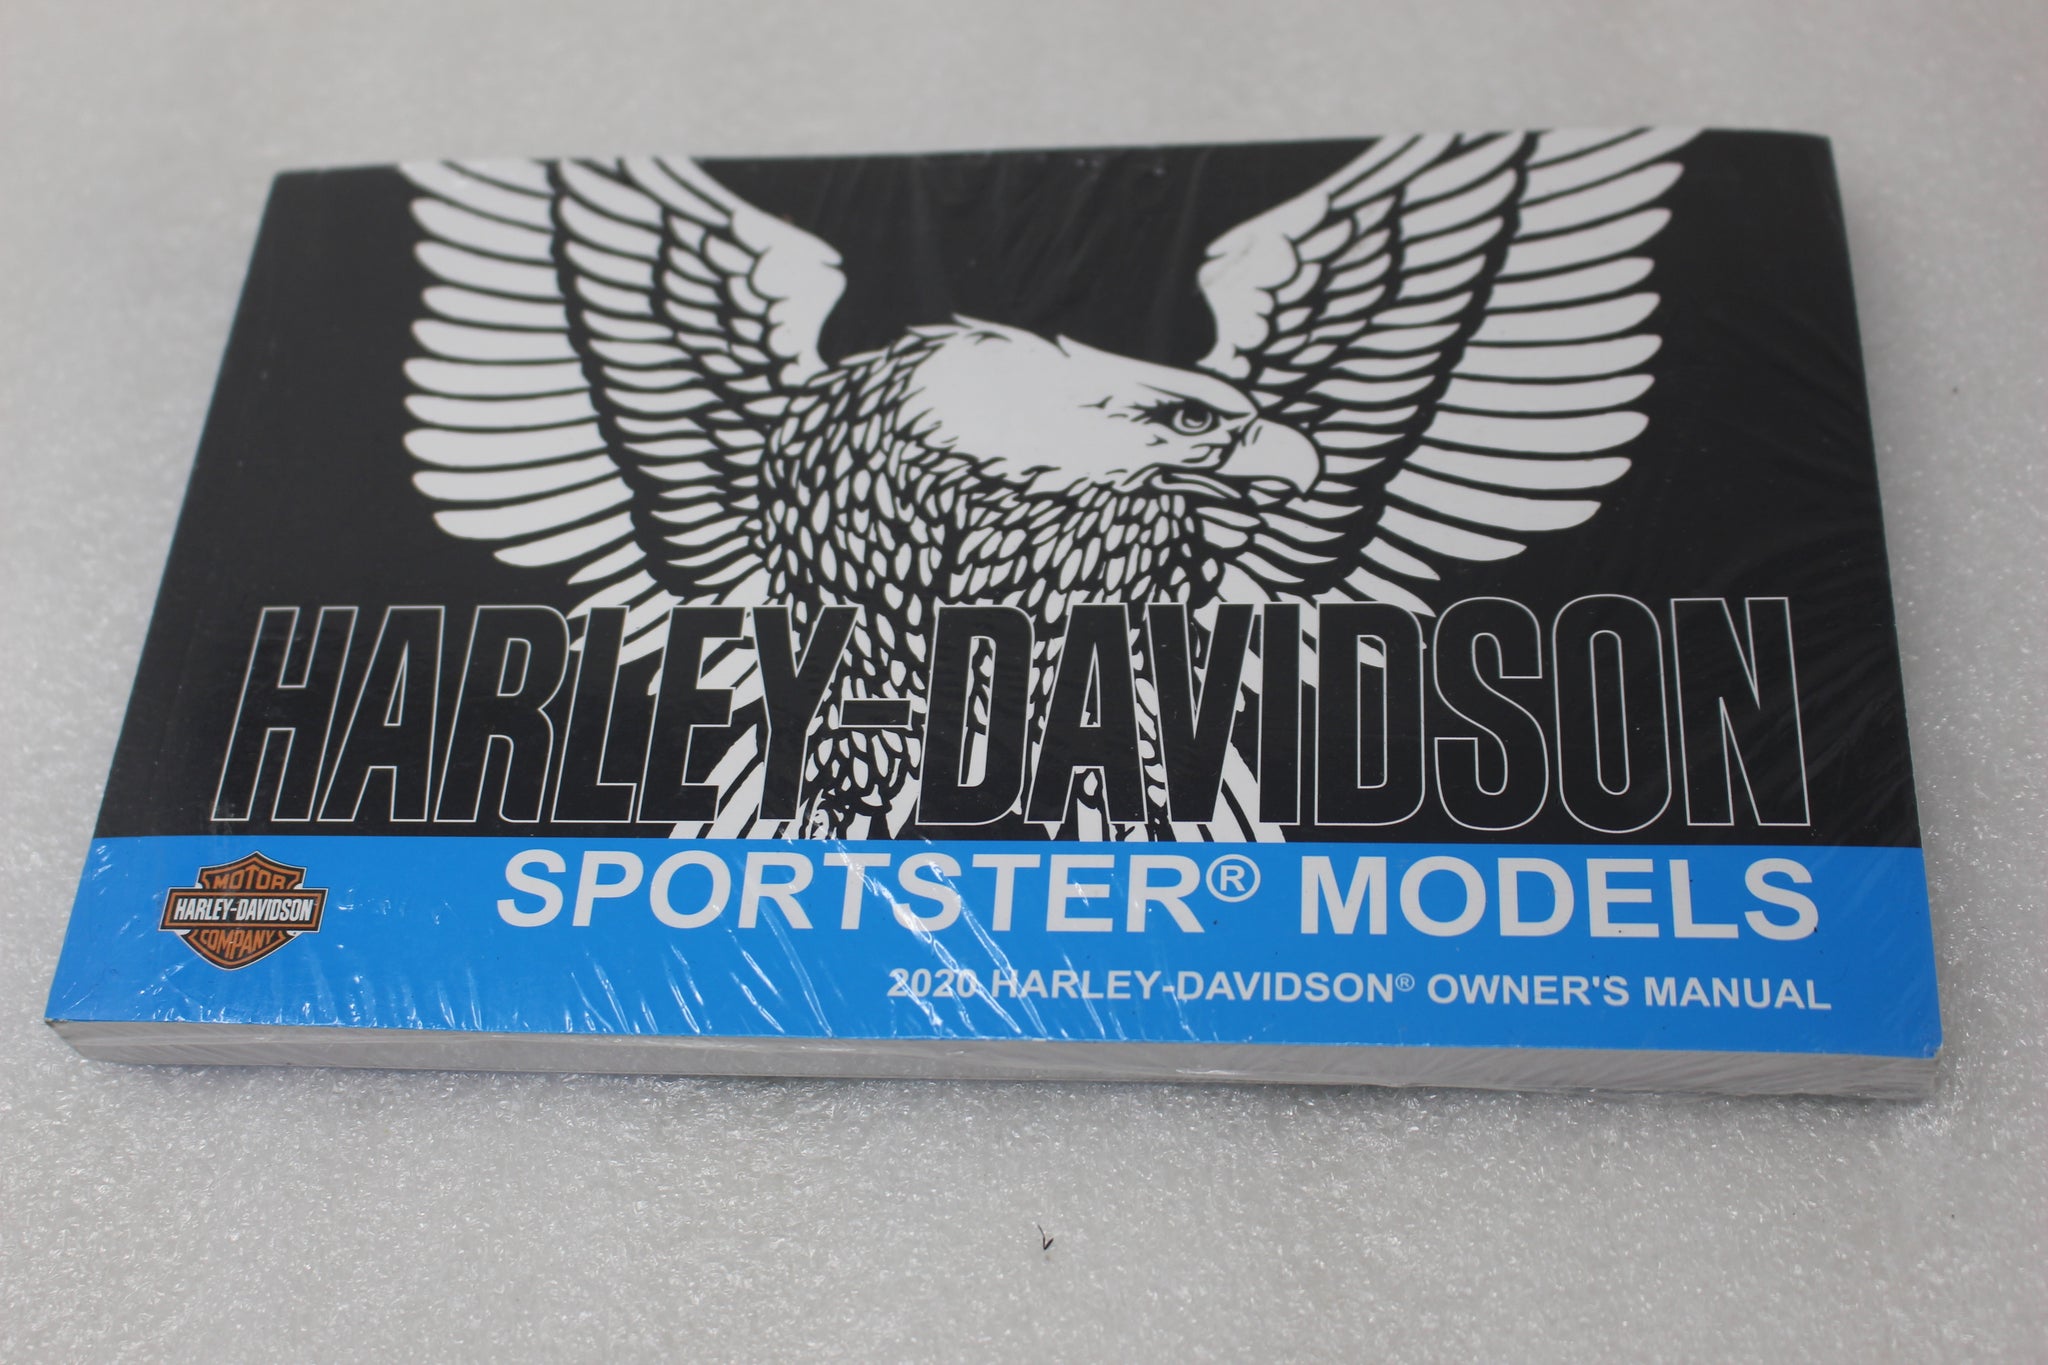 HARLEY-DAVIDSON
SPORTSTER® MODELS
MOTOR
HARLEY-DAVIDSON
COMPANY
2020 HARLEY-DAVIDSON® OWNER'S MANUAL